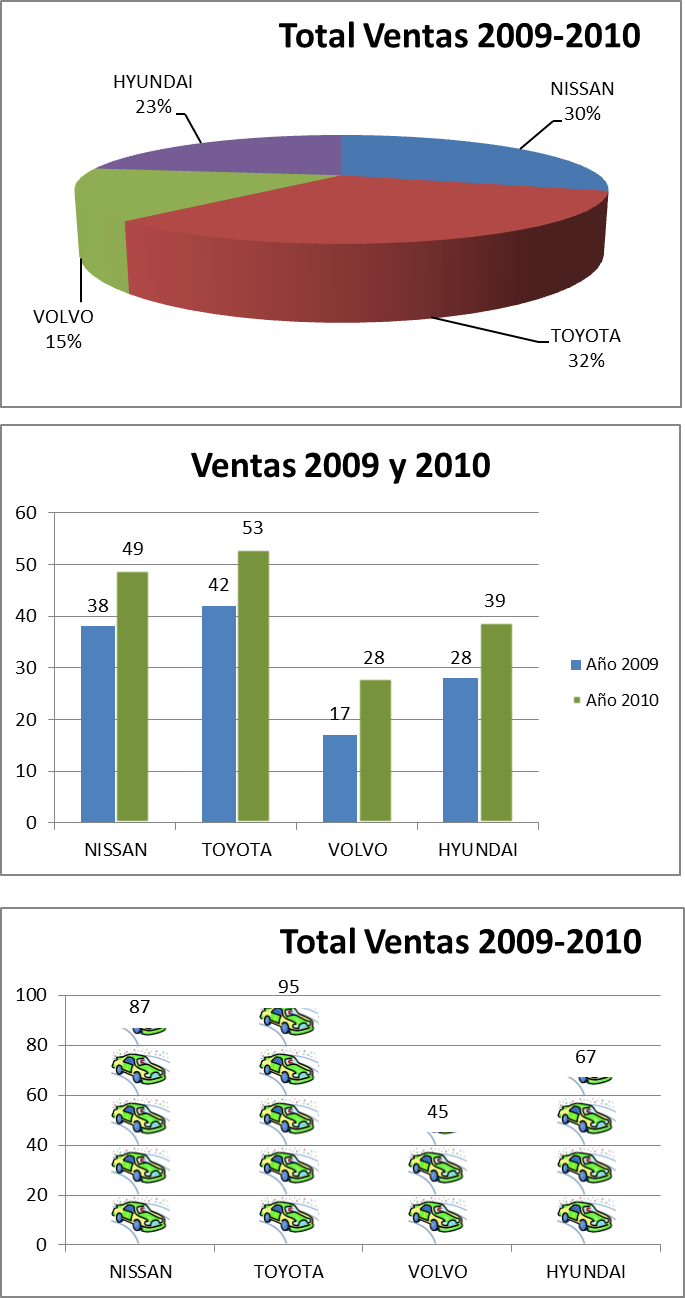 Total Ventas 2009-2010
HYUNDAI
23%
NISSAN
30%
VOLVO
15%
TOYOTA
32%
Ventas 2009 y 2010
60
50
40
30
20
10
0
38
49
42
53
17
28
28
39
NISSAN
TOYOTA
VOLVO
HYUNDAI
Año 2009
Año 2010
Total Ventas 2009-2010
100
80
60
40
20
0
87
95
45
67
NISSAN
TOYOTA
VOLVO
HYUNDAI